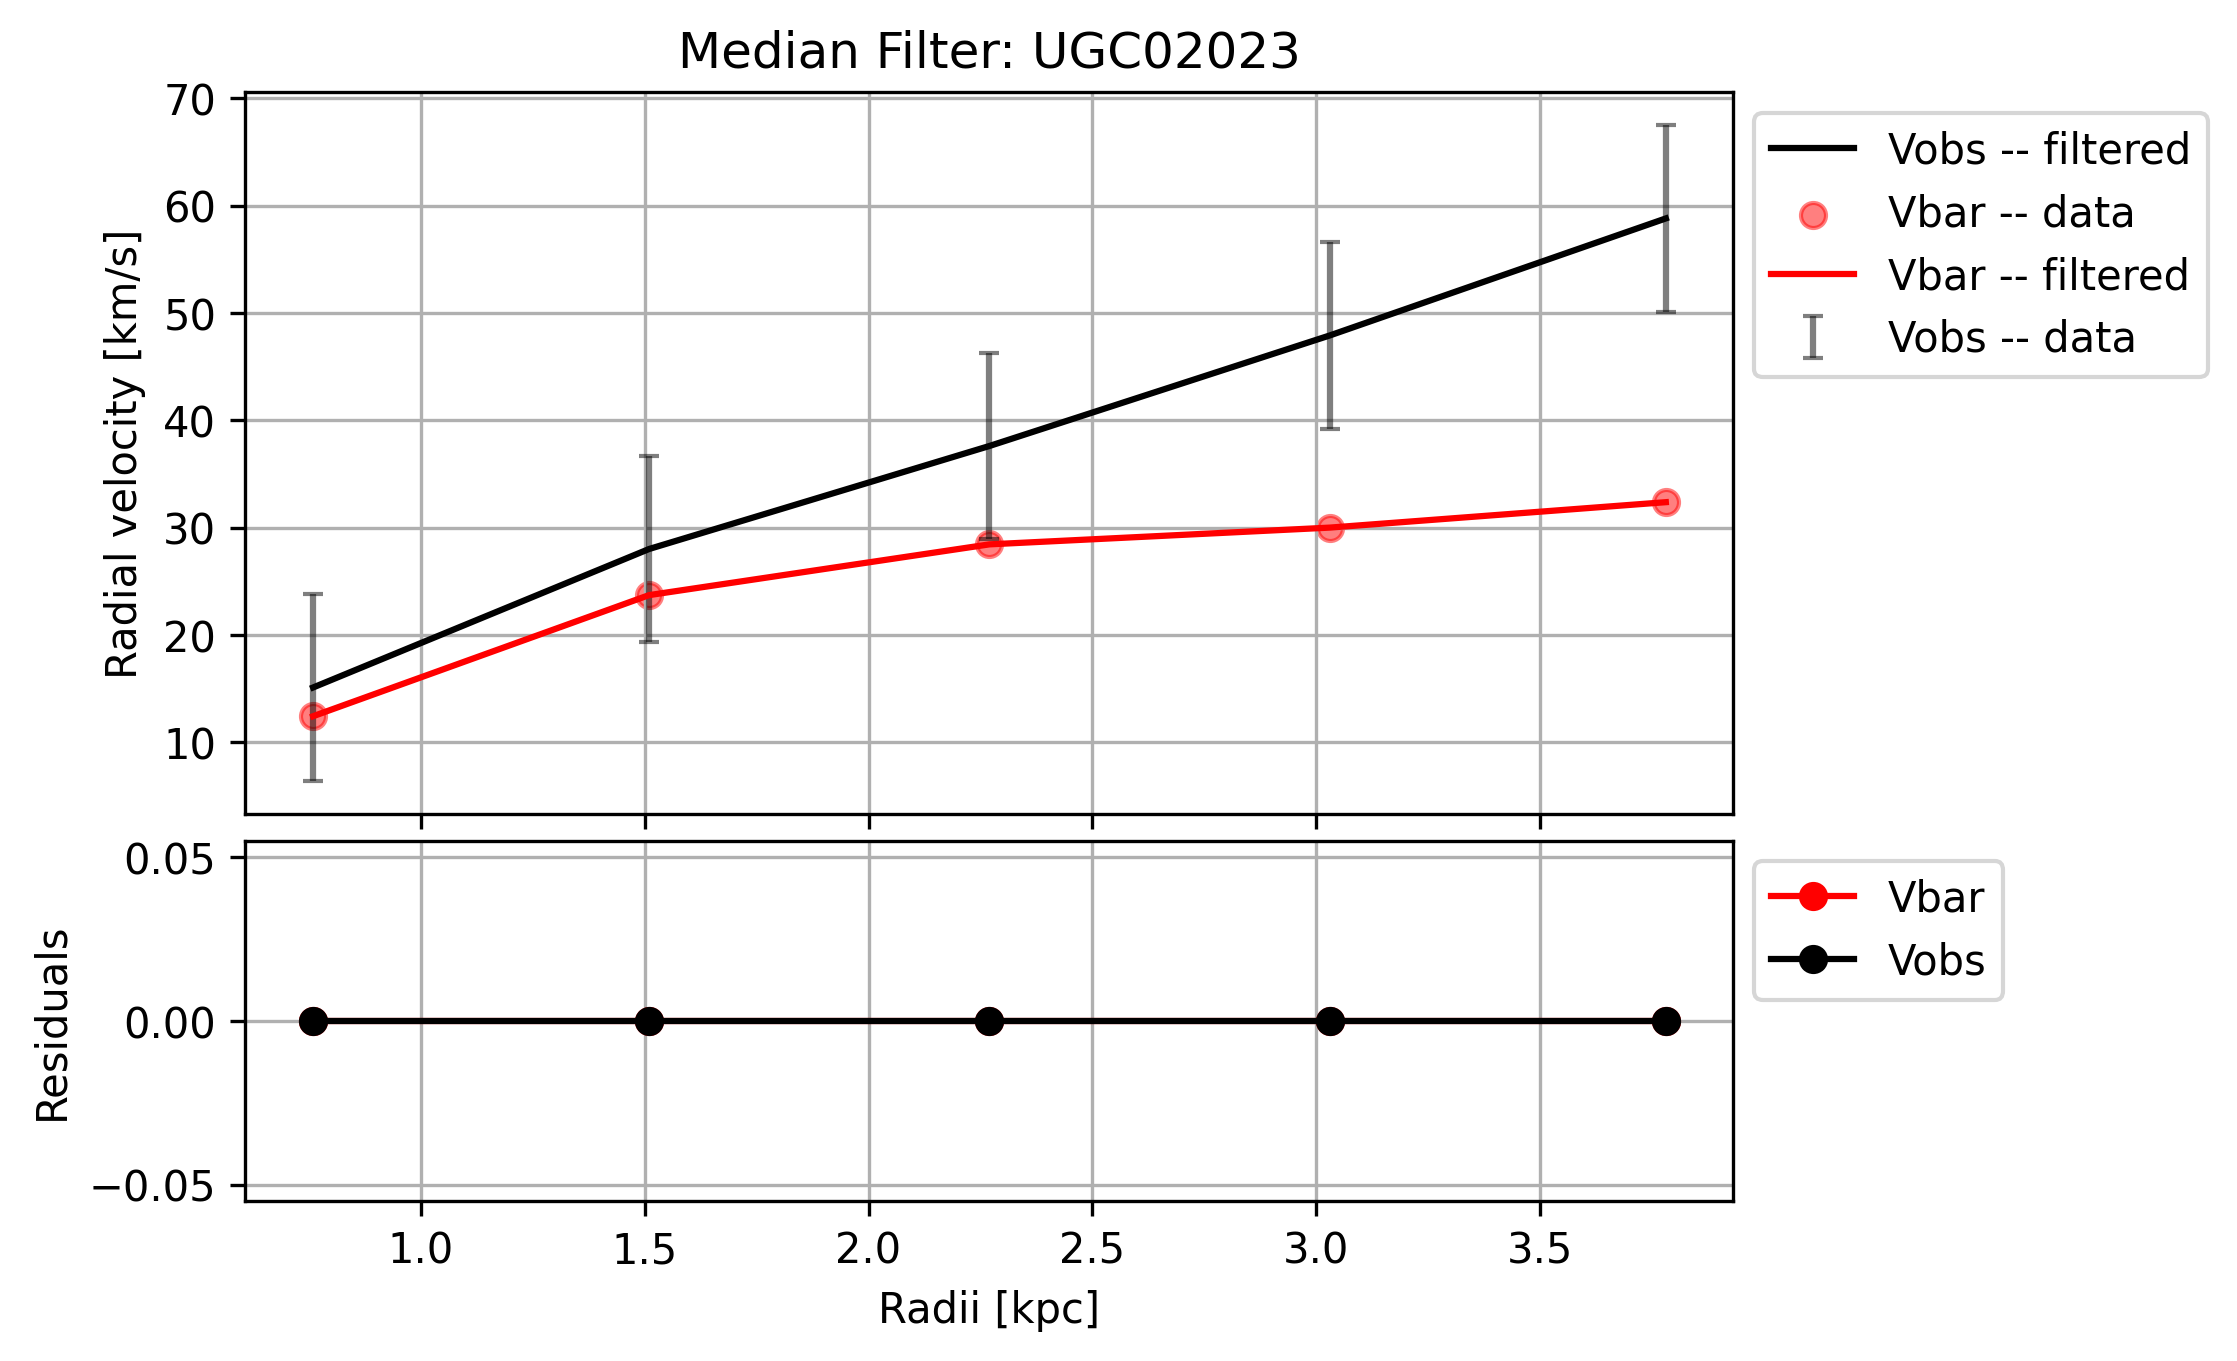 Median Filter: UGC02023
70
60
50
40
30
20
10
Radial velocity [km/s]
Vobs -- filtered
Vbar -- data
Vbar -- filtered
Vobs -- data
0.05
0.00
−0.05
Residuals
Vbar
Vobs
1.0 1.5 2.0 2.5 3.0 3.5
Radii [kpc]